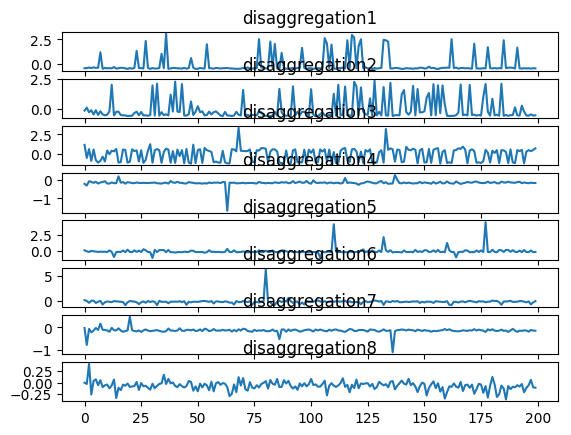 disaggregation1
2.5
0.0
disaggregation2
2.5
0.0
disaggregation3
2.5
0.0
disaggregation4
0
−1
disaggregation5
2.5
0.0
disaggregation6
5
0
disaggregation7
0
−1
disaggregation8
0.25
0.00
−0.25
0 25 50 75 100 125 150 175 200